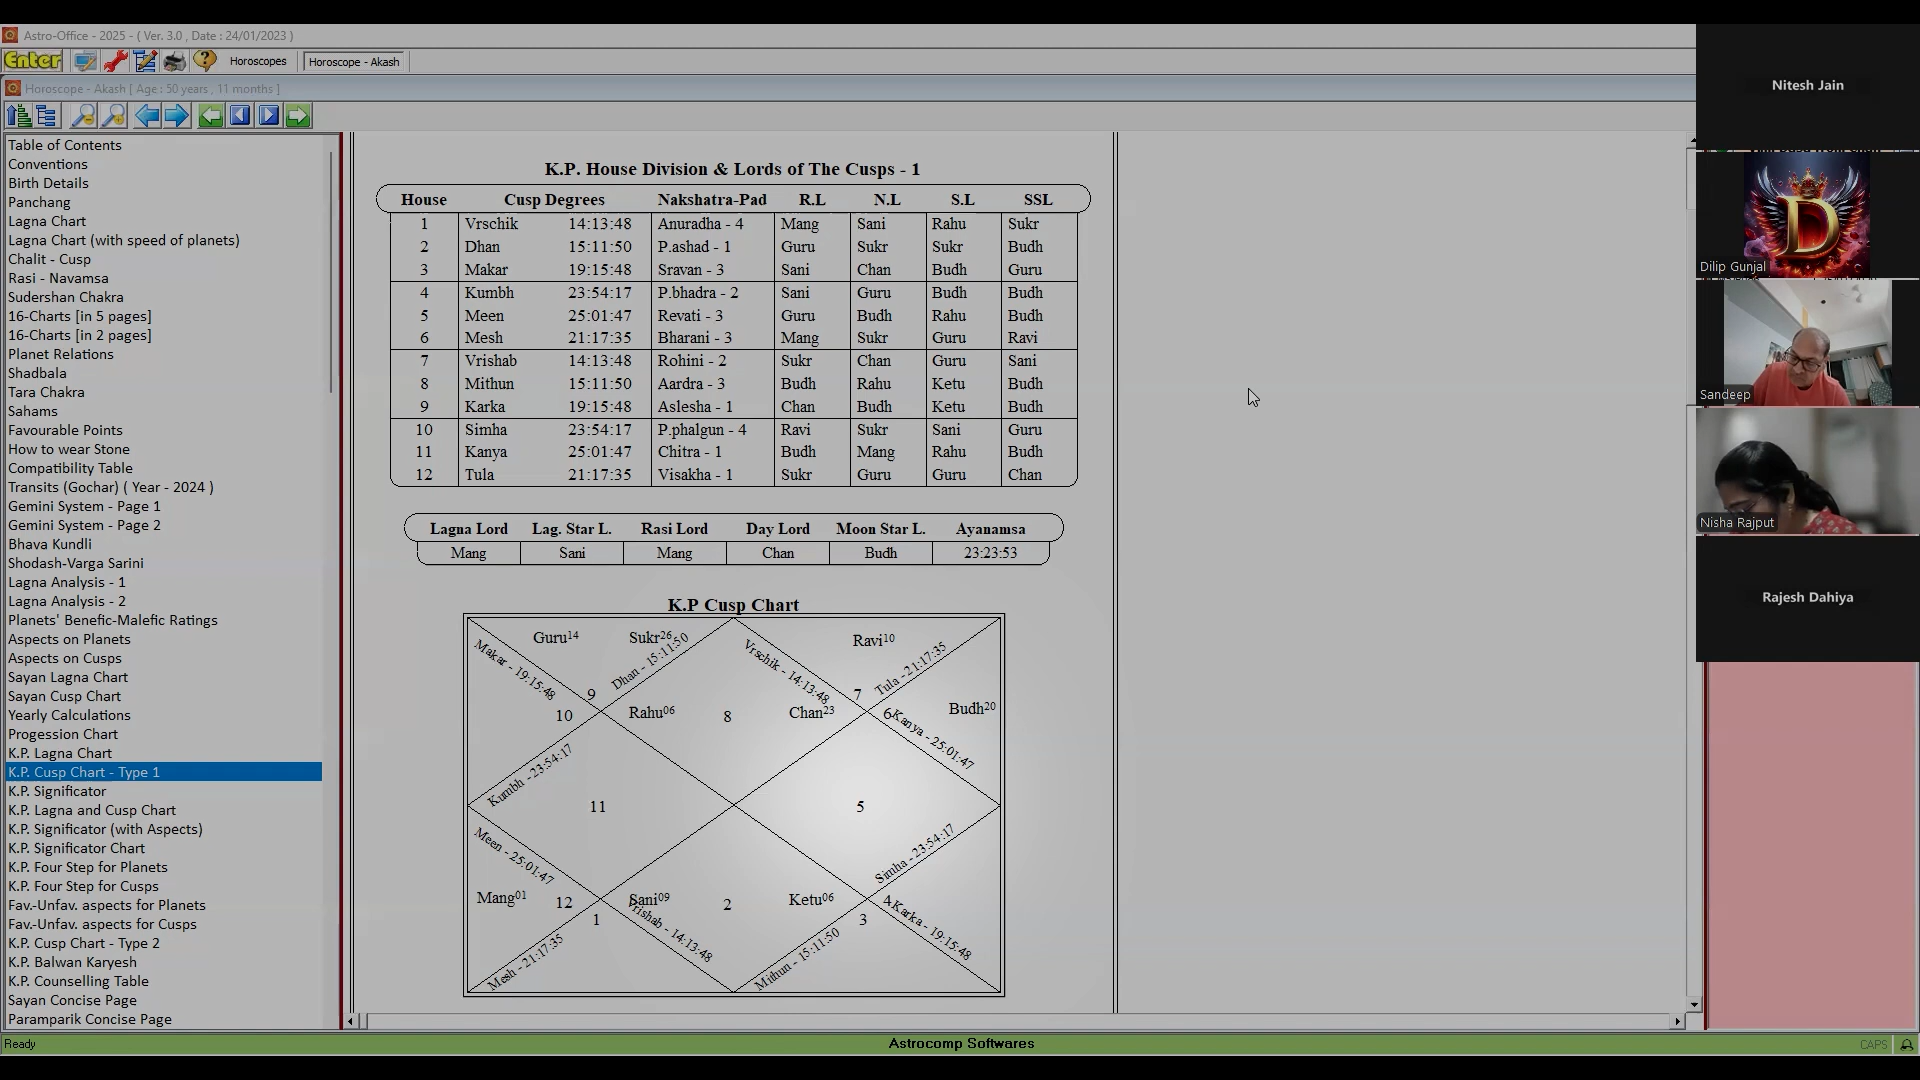 Astro-Office - 2025 - ( Ver. 3.0 , Date : 24/01/2023 )
Enter Horoscopes Horoscope - Akash
Horoscope - Akash [ Age : 50 years , 11 months ]
Table of Contents
Conventions
Birth Details
Panchang
Lagna Chart
Lagna Chart (with speed of planets)
Chalit - Cusp
Rasi - Navamsa
Sudershan Chakra
16-Charts [in 5 pages]
16-Charts [in 2 pages]
Planet Relations
Shadbala
Tara Chakra
Sahams
Favourable Points
How to wear Stone
Compatibility Table
Transits (Gochar) ( Year - 2024 )
Gemini System - Page 1
Gemini System - Page 2
Bhava Kundli
Shodash-Varga Sarini
Lagna Analysis - 1
Lagna Analysis - 2
Planets' Benefic-Malefic Ratings
Aspects on Planets
Aspects on Cusps
Sayan Lagna Chart
Sayan Cusp Chart
Yearly Calculations
Progession Chart
K.P. Lagna Chart
K.P. Cusp Chart - Type 1
K.P. Significator
K.P. Lagna and Cusp Chart
K.P. Significator (with Aspects)
K.P. Significator Chart
K.P. Four Step for Planets
K.P. Four Step for Cusps
Fav.-Unfav. aspects for Planets
Fav.-Unfav. aspects for Cusps
K.P. Cusp Chart - Type 2
K.P. Balwan Karyesh
K.P. Counselling Table
Sayan Concise Page
Paramparik Concise Page
K.P. House Division & Lords of The Cusps - 1
House Cusp Degrees Nakshatra-Pad R.L N.L S.L SSL
1 Vrschik 14:13:48 Anuradha - 4 Mang Sani Rahu Sukr
2 Dhan 15:11:50 P.ashad - 1 Guru Sukr Sukr Budh
3 Makar 19:15:48 Sravan - 3 Sani Chan Budh Guru
4 Kumbh 23:54:17 P.bhadra - 2 Sani Guru Budh Budh
5 Meen 25:01:47 Revati - 3 Guru Budh Rahu Budh
6 Mesh 21:17:35 Bharani - 3 Mang Sukr Guru Ravi
7 Vrishab 14:13:48 Rohini - 2 Sukr Chan Guru Sani
8 Mithun 15:11:50 Aardra - 3 Budh Rahu Ketu Budh
9 Karka 19:15:48 Aslesha - 1 Chan Budh Ketu Budh
10 Simha 23:54:17 P.phalgun - 4 Ravi Sukr Sani Guru
11 Kanya 25:01:47 Chitra - 1 Budh Mang Rahu Budh
12 Tula 21:17:35 Visakha - 1 Sukr Guru Guru Chan
Lagna Lord Lag. Star L. Rasi Lord Day Lord Moon Star L. Ayanamsa
Mang Sani Mang Chan Budh 23:23:53
K.P Cusp Chart
Guru14 Sukr26 Ravi10
Makar - 19:15:48
Dhan - 15:11:50
Vrschik - 14:13:48
Tula - 21:17:35
9 7
10 Rahu06 8 Chan23 6 Budh20
Kanya - 25:01:47
Kumbh - 23:54:17
11 5
Meen - 25:01:47
Simha - 23:54:17
Mang01 12 Sani09 2 Ketu06 4
1 3
Vrishab - 14:13:48
Karka - 19:15:48
Mesh - 21:17:35
Mithun - 15:11:50
Nitesh Jain
D
Dilip Gunjal
Sandeep
Nisha Rajput
Rajesh Dahiya
Ready Astrocomp Softwares CAPS